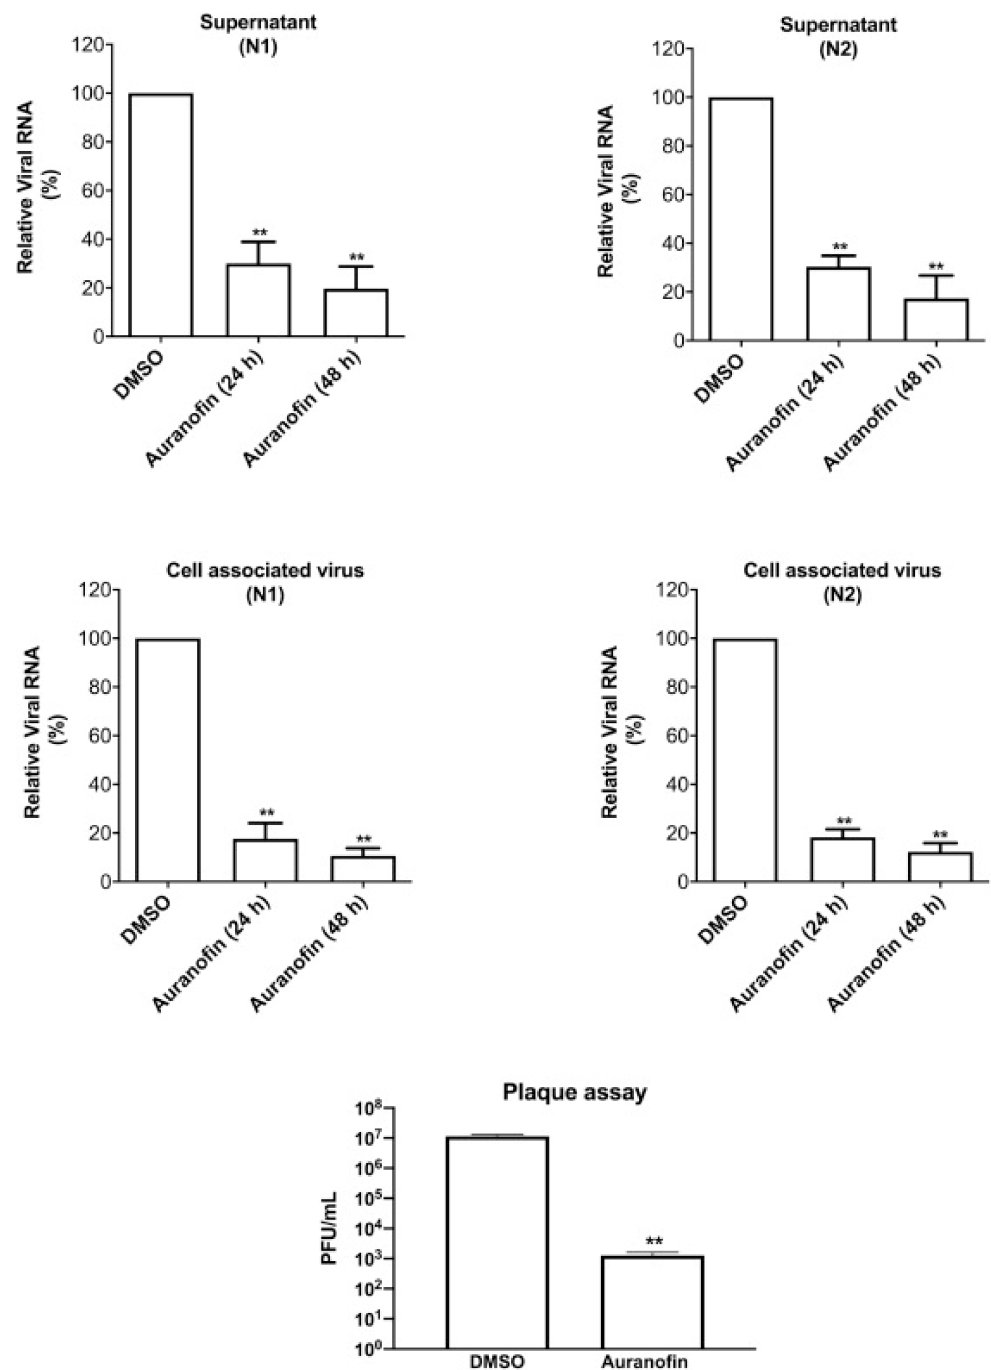 Supernatant
(N1)
Relative Viral RNA
(%)
120
100
80
60
40
20
0
**
**
DMSO
Auranofin (24 h)
Auranofin (48 h)
Supernatant
(N2)
Relative Viral RNA
(%)
120
100
80
60
40
20
0
**
**
DMSO
Auranofin (24 h)
Auranofin (48 h)
Cell associated virus
(N1)
Relative Viral RNA
(%)
120
100
80
60
40
20
0
**
**
DMSO
Auranofin (24 h)
Auranofin (48 h)
Cell associated virus
(N2)
Relative Viral RNA
(%)
120
100
80
60
40
20
0
**
**
DMSO
Auranofin (24 h)
Auranofin (48 h)
Plaque assay
PFU/mL
10⁸
10⁷
10⁶
10⁵
10⁴
10³
10²
10¹
10⁰
**
DMSO
Auranofin